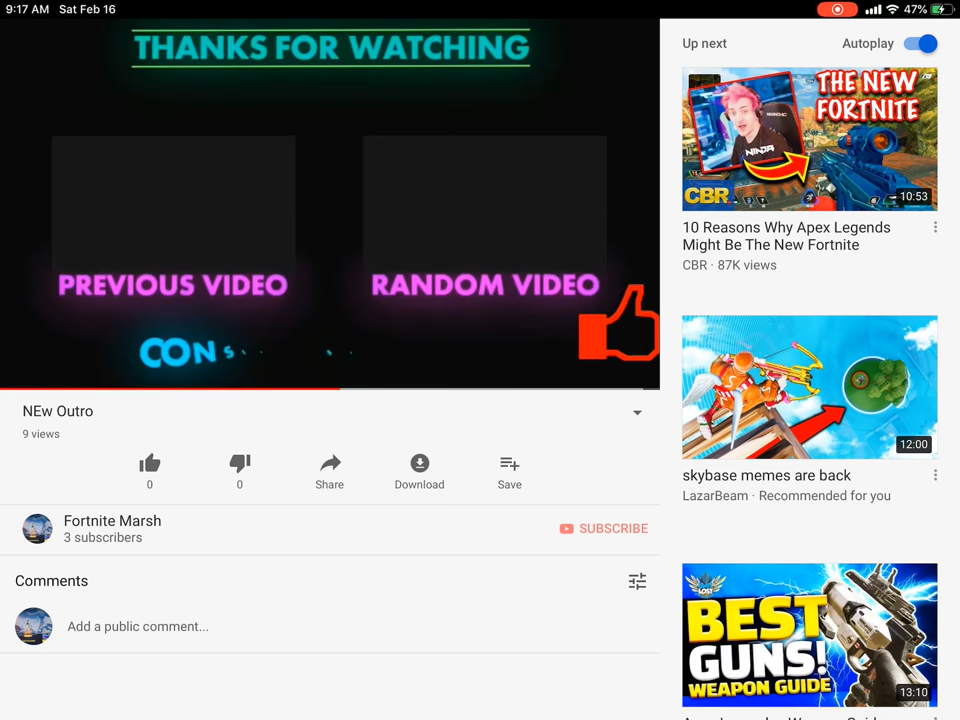 9:17 AM Sat Feb 16
47%
THANKS FOR WATCHING
PREVIOUS VIDEO
RANDOM VIDEO
CONS
NEw Outro
9 views
0
0
Share
Download
Save
Fortnite Marsh
3 subscribers
SUBSCRIBE
Comments
Add a public comment...
Up next
Autoplay
THE NEW
FORTNITE
NINJA
CBR
10:53
10 Reasons Why Apex Legends
Might Be The New Fortnite
CBR · 87K views
12:00
skybase memes are back
LazarBeam · Recommended for you
LOST
BEST
GUNS!
WEAPON GUIDE
13:10